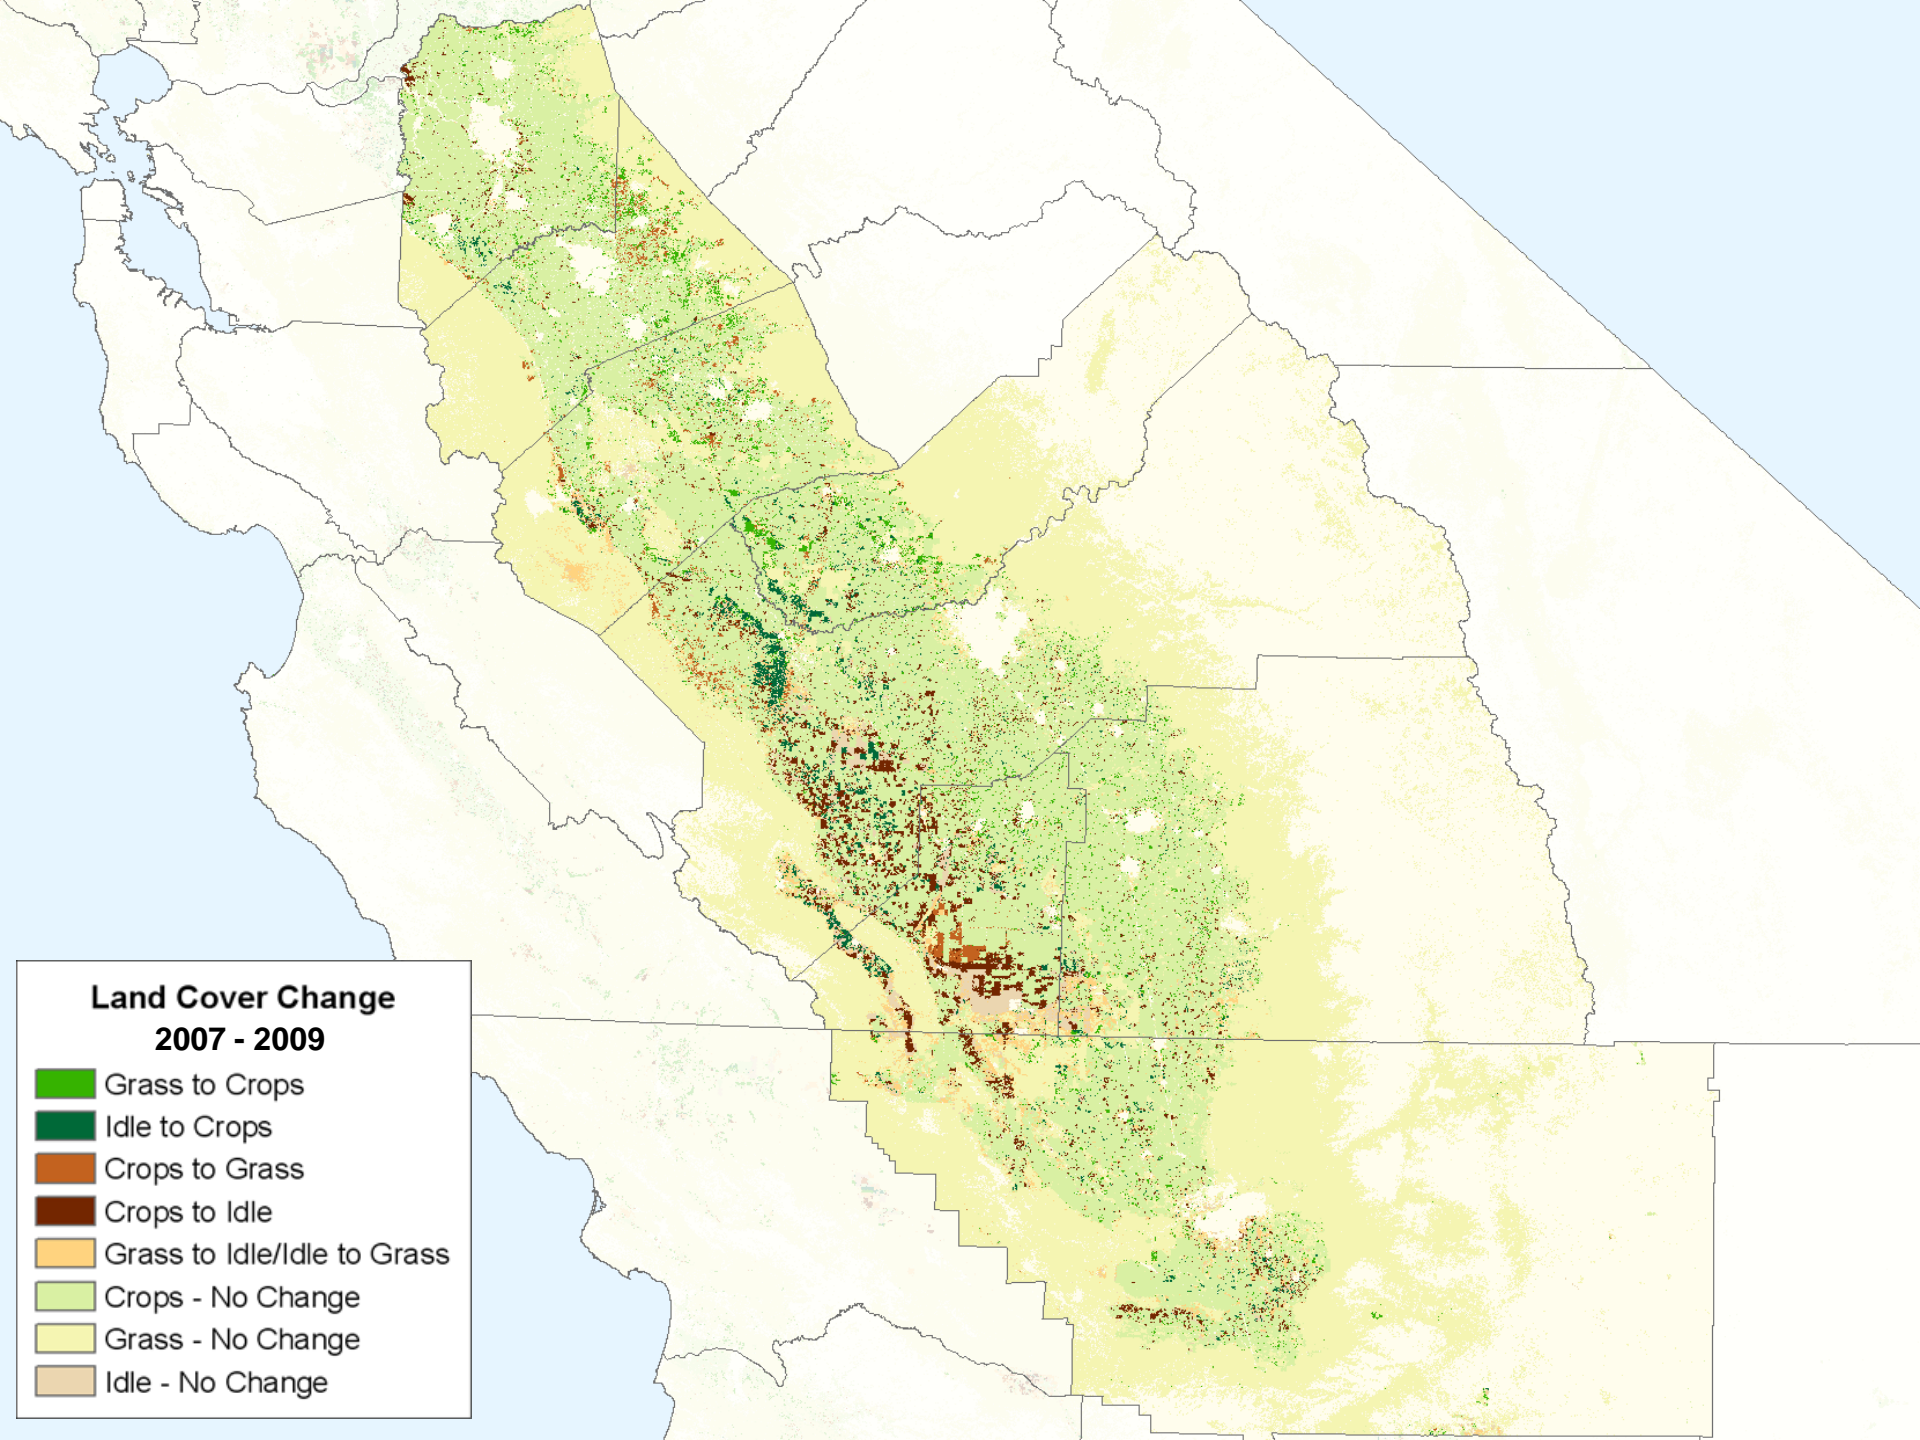 Land Cover Change
2007 - 2009
Grass to Crops
Idle to Crops
Crops to Grass
Crops to Idle
Grass to Idle/Idle to Grass
Crops - No Change
Grass - No Change
Idle - No Change